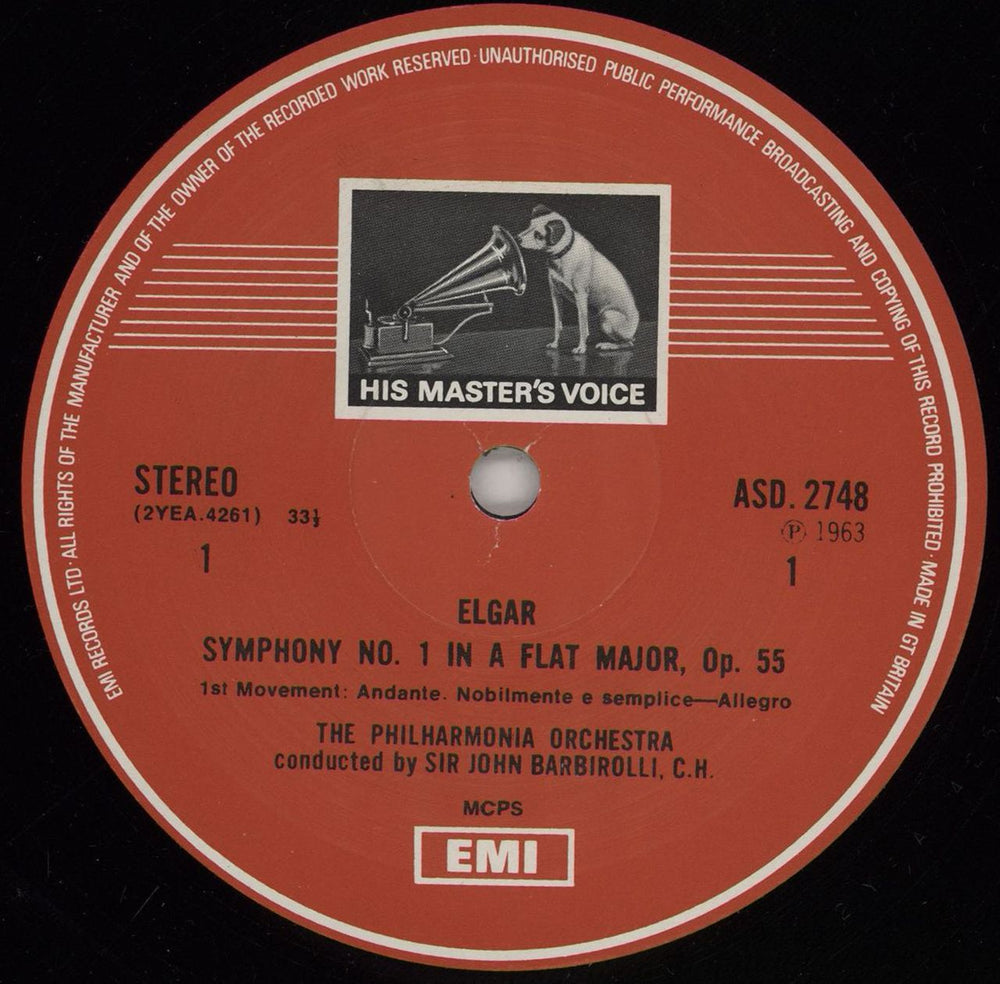 EMI RECORDS LTD·ALL RIGHTS OF THE MANUFACTURER AND OF THE OWNER OF THE RECORDED WORK RESERVED·UNAUTHORISED PUBLIC PERFORMANCE BROADCASTING AND COPYING OF THIS RECORD PROHIBITED·MADE IN GT BRITAIN
HIS MASTER'S VOICE
STEREO
(2YEA.4261) 33⅓
1
ASD. 2748
℗ 1963
1
ELGAR
SYMPHONY NO. 1 IN A FLAT MAJOR, Op. 55
1st Movement: Andante. Nobilmente e semplice—Allegro
THE PHILHARMONIA ORCHESTRA
conducted by SIR JOHN BARBIROLLI, C.H.
MCPS
EMI